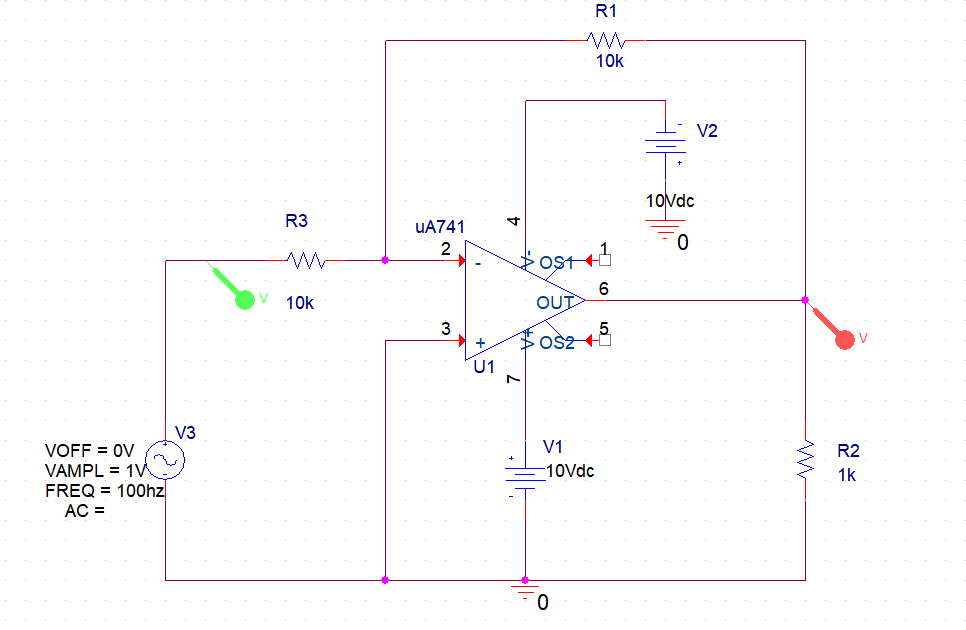 R1
10k
V2
-
+
10Vdc
0
R3
10k
V
uA741
2
-
3
+
U1
4
V-
OS1
1
OUT
6
V+
OS2
5
7
V
V3
+
-
VOFF = 0V
VAMPL = 1V
FREQ = 100hz
AC =
V1
+
-
10Vdc
0
R2
1k